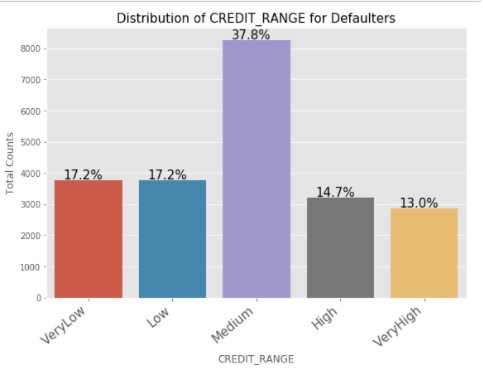 Distribution of CREDIT_RANGE for Defaulters
Total Counts
8000
7000
6000
5000
4000
3000
2000
1000
0
17.2%
17.2%
37.8%
14.7%
13.0%
VeryLow
Low
Medium
High
VeryHigh
CREDIT_RANGE